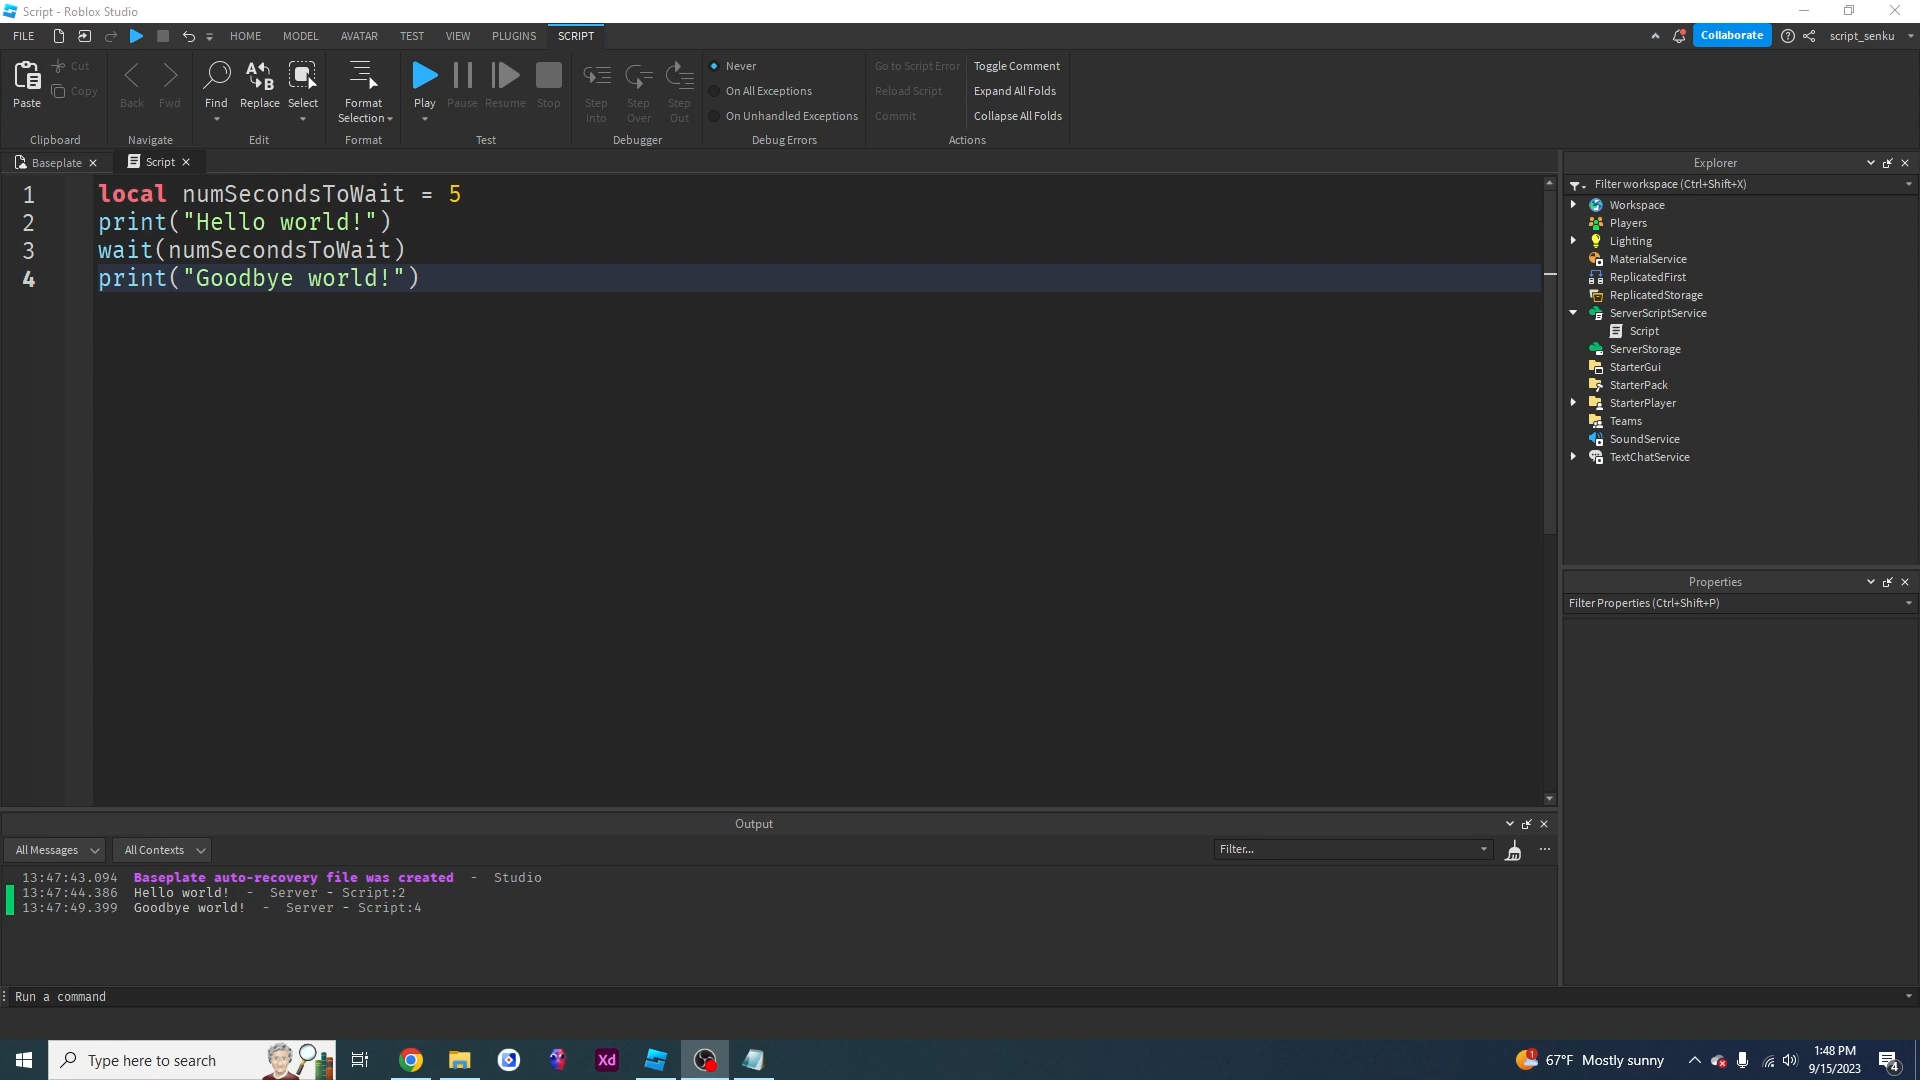 Script - Roblox Studio
FILE HOME MODEL AVATAR TEST VIEW PLUGINS SCRIPT Collaborate script_senku
Paste Cut Copy Back Fwd Find Replace Select Format Selection Play Pause Resume Stop Step Into Step Over Step Out
Never
On All Exceptions
On Unhandled Exceptions
Go to Script Error
Reload Script
Commit
Toggle Comment
Expand All Folds
Collapse All Folds
Clipboard Navigate Edit Format Test Debugger Debug Errors Actions
Baseplate Script
1 local numSecondsToWait = 5
2 print("Hello world!")
3 wait(numSecondsToWait)
4 print("Goodbye world!")
Explorer
Filter workspace (Ctrl+Shift+X)
Workspace
Players
Lighting
MaterialService
ReplicatedFirst
ReplicatedStorage
ServerScriptService
Script
ServerStorage
StarterGui
StarterPack
StarterPlayer
Teams
SoundService
TextChatService
Properties
Filter Properties (Ctrl+Shift+P)
Output
All Messages All Contexts Filter...
13:47:43.094 Baseplate auto-recovery file was created - Studio
13:47:44.386 Hello world! - Server - Script:2
13:47:49.399 Goodbye world! - Server - Script:4
Run a command
Type here to search Xd 1 67°F Mostly sunny 1:48 PM
9/15/2023 4